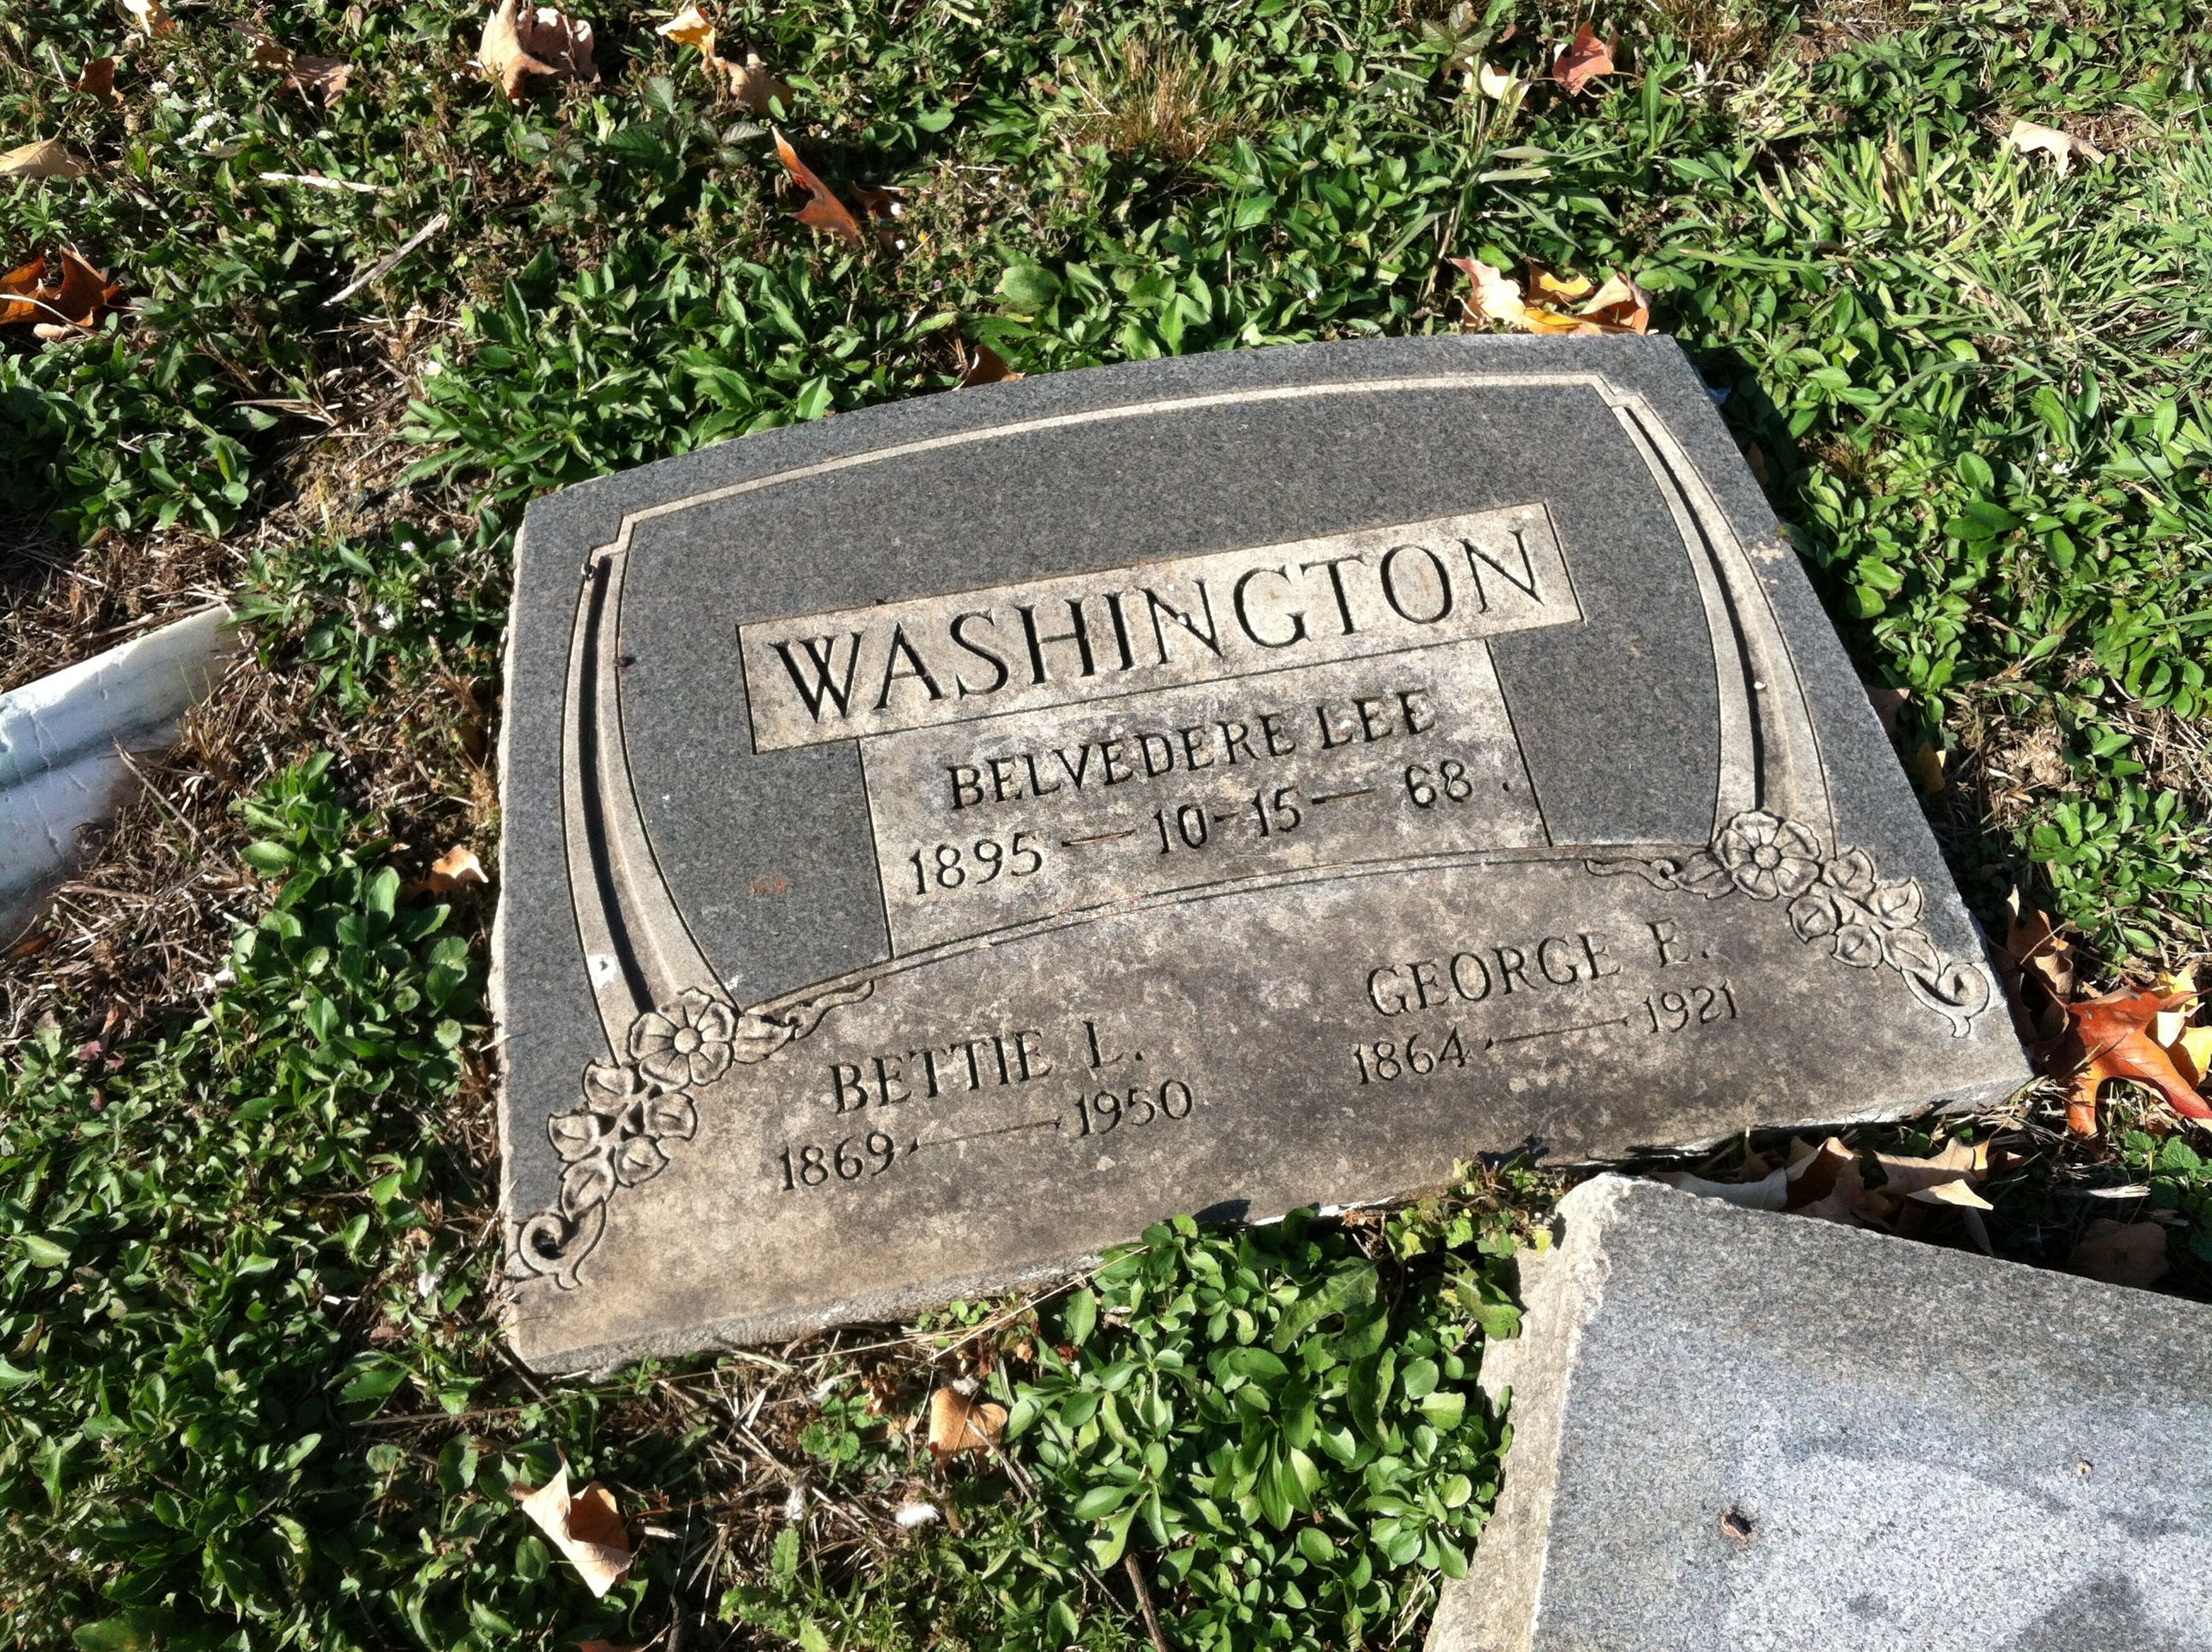 WASHINGTON
BELVEDERE LEE
1895 — 10-15 — 68.
BETTIE L.
1869 — 1950
GEORGE E.
1864 — 1921